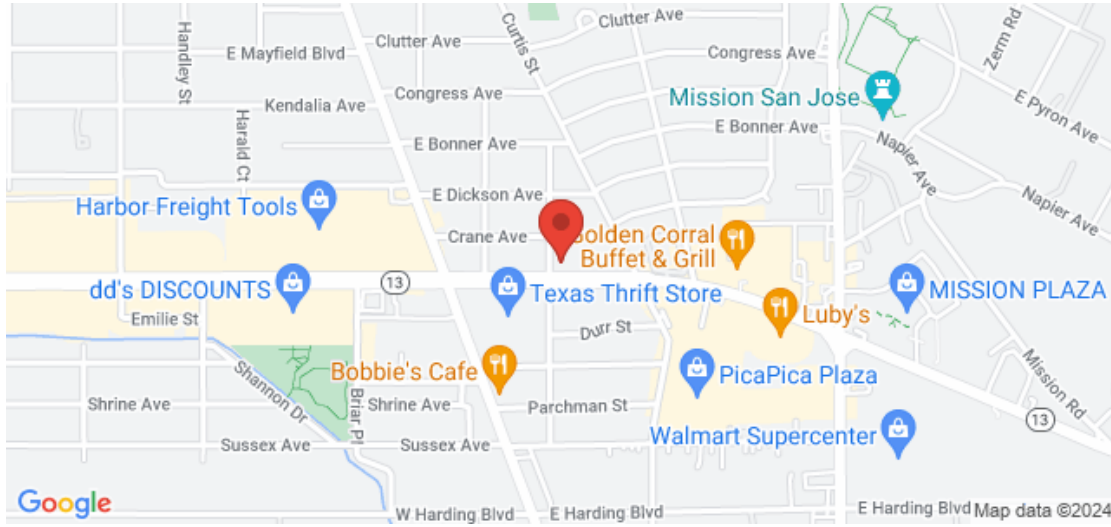 Clutter Ave
Handley St
Curtis St
Clutter Ave
Zerm Rd
E Mayfield Blvd
Congress Ave
Congress Ave
Kendalia Ave
Mission San Jose
E Pyron Ave
Harald Ct
E Bonner Ave
E Bonner Ave
Napier Ave
E Dickson Ave
Napier Ave
Harbor Freight Tools
Crane Ave
Golden Corral
Buffet & Grill
13
dd's DISCOUNTS
Texas Thrift Store
MISSION PLAZA
Emilie St
Luby's
Durr St
Bobbie's Cafe
PicaPica Plaza
Mission Rd
Shannon Dr
Briar Pl
Shrine Ave
Shrine Ave
Parchman St
13
Walmart Supercenter
Sussex Ave
Sussex Ave
Google
W Harding Blvd
E Harding Blvd
E Harding Blvd
Map data ©2024